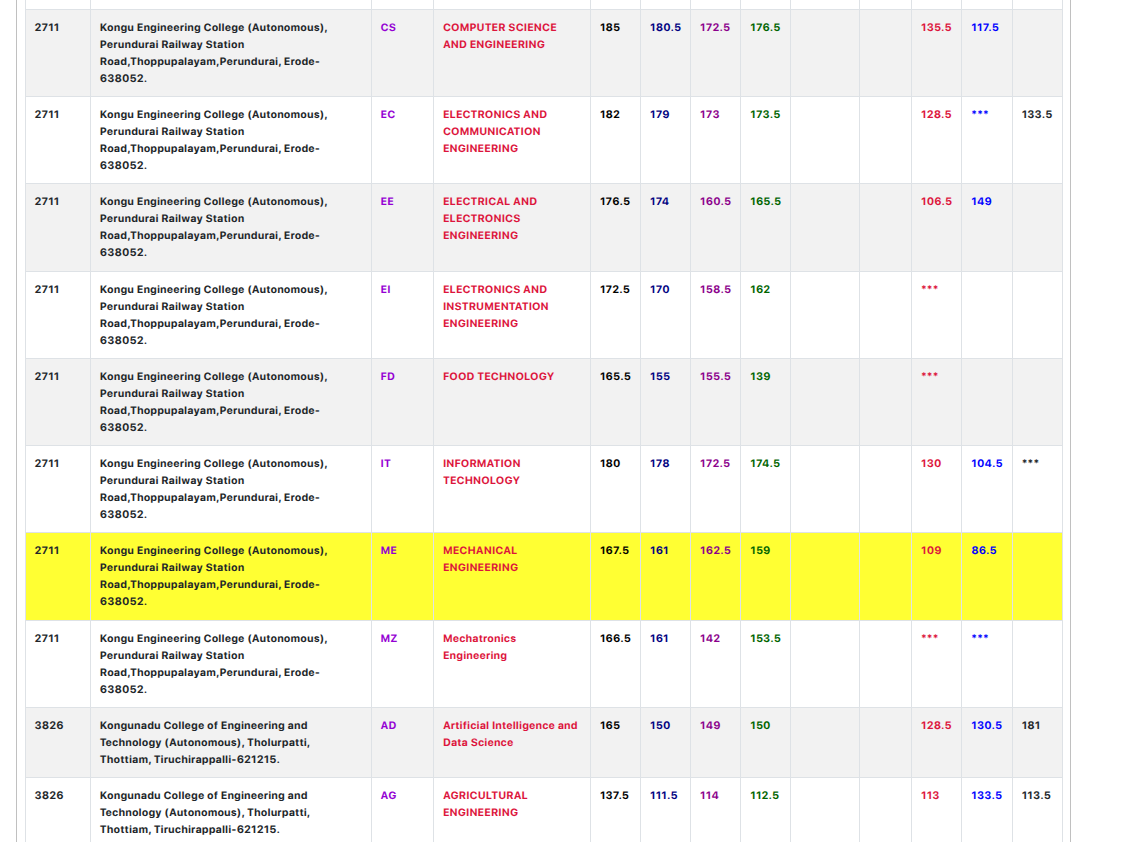 2711 Kongu Engineering College (Autonomous), CS COMPUTER SCIENCE 185 180.5 172.5 176.5 135.5 117.5
Perundurai Railway Station AND ENGINEERING
Road,Thoppupalayam,Perundurai, Erode-
638052.
2711 Kongu Engineering College (Autonomous), EC ELECTRONICS AND 182 179 173 173.5 128.5 *** 133.5
Perundurai Railway Station COMMUNICATION
Road,Thoppupalayam,Perundurai, Erode- ENGINEERING
638052.
2711 Kongu Engineering College (Autonomous), EE ELECTRICAL AND 176.5 174 160.5 165.5 106.5 149
Perundurai Railway Station ELECTRONICS
Road,Thoppupalayam,Perundurai, Erode- ENGINEERING
638052.
2711 Kongu Engineering College (Autonomous), EI ELECTRONICS AND 172.5 170 158.5 162 ***
Perundurai Railway Station INSTRUMENTATION
Road,Thoppupalayam,Perundurai, Erode- ENGINEERING
638052.
2711 Kongu Engineering College (Autonomous), FD FOOD TECHNOLOGY 165.5 155 155.5 139 ***
Perundurai Railway Station
Road,Thoppupalayam,Perundurai, Erode-
638052.
2711 Kongu Engineering College (Autonomous), IT INFORMATION 180 178 172.5 174.5 130 104.5 ***
Perundurai Railway Station TECHNOLOGY
Road,Thoppupalayam,Perundurai, Erode-
638052.
2711 Kongu Engineering College (Autonomous), ME MECHANICAL 167.5 161 162.5 159 109 86.5
Perundurai Railway Station ENGINEERING
Road,Thoppupalayam,Perundurai, Erode-
638052.
2711 Kongu Engineering College (Autonomous), MZ Mechatronics 166.5 161 142 153.5 *** ***
Perundurai Railway Station Engineering
Road,Thoppupalayam,Perundurai, Erode-
638052.
3826 Kongunadu College of Engineering and AD Artificial Intelligence and 165 150 149 150 128.5 130.5 181
Technology (Autonomous), Tholurpatti, Data Science
Thottiam, Tiruchirappalli-621215.
3826 Kongunadu College of Engineering and AG AGRICULTURAL 137.5 111.5 114 112.5 113 133.5 113.5
Technology (Autonomous), Tholurpatti, ENGINEERING
Thottiam, Tiruchirappalli-621215.